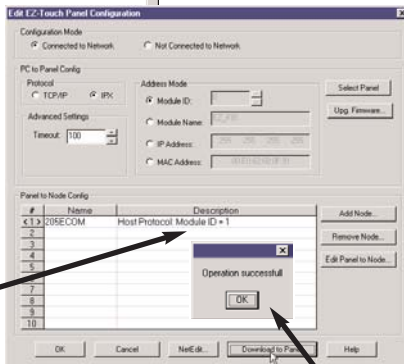 Edit EZ-Touch Panel Configuration
Configuration Mode
Connected to Network
Not Connected to Network
PC to Panel Config
Protocol
TCP/IP
IPX
Advanced Settings
Timeout: 100
Address Mode
Module ID:
Module Name:
IP Address: 255 255 255
MAC Address:
Select Panel
Upg. Firmware...
Panel to Node Config
# Name Description
<1> 205ECOM Host Protocol: Module ID = 1
2
3
4
5
7
8
9
10
Add Node...
Remove Node...
Edit Panel to Node...
Operation successfull
OK
OK
Cancel
NetEdit...
Download to Panel
Help